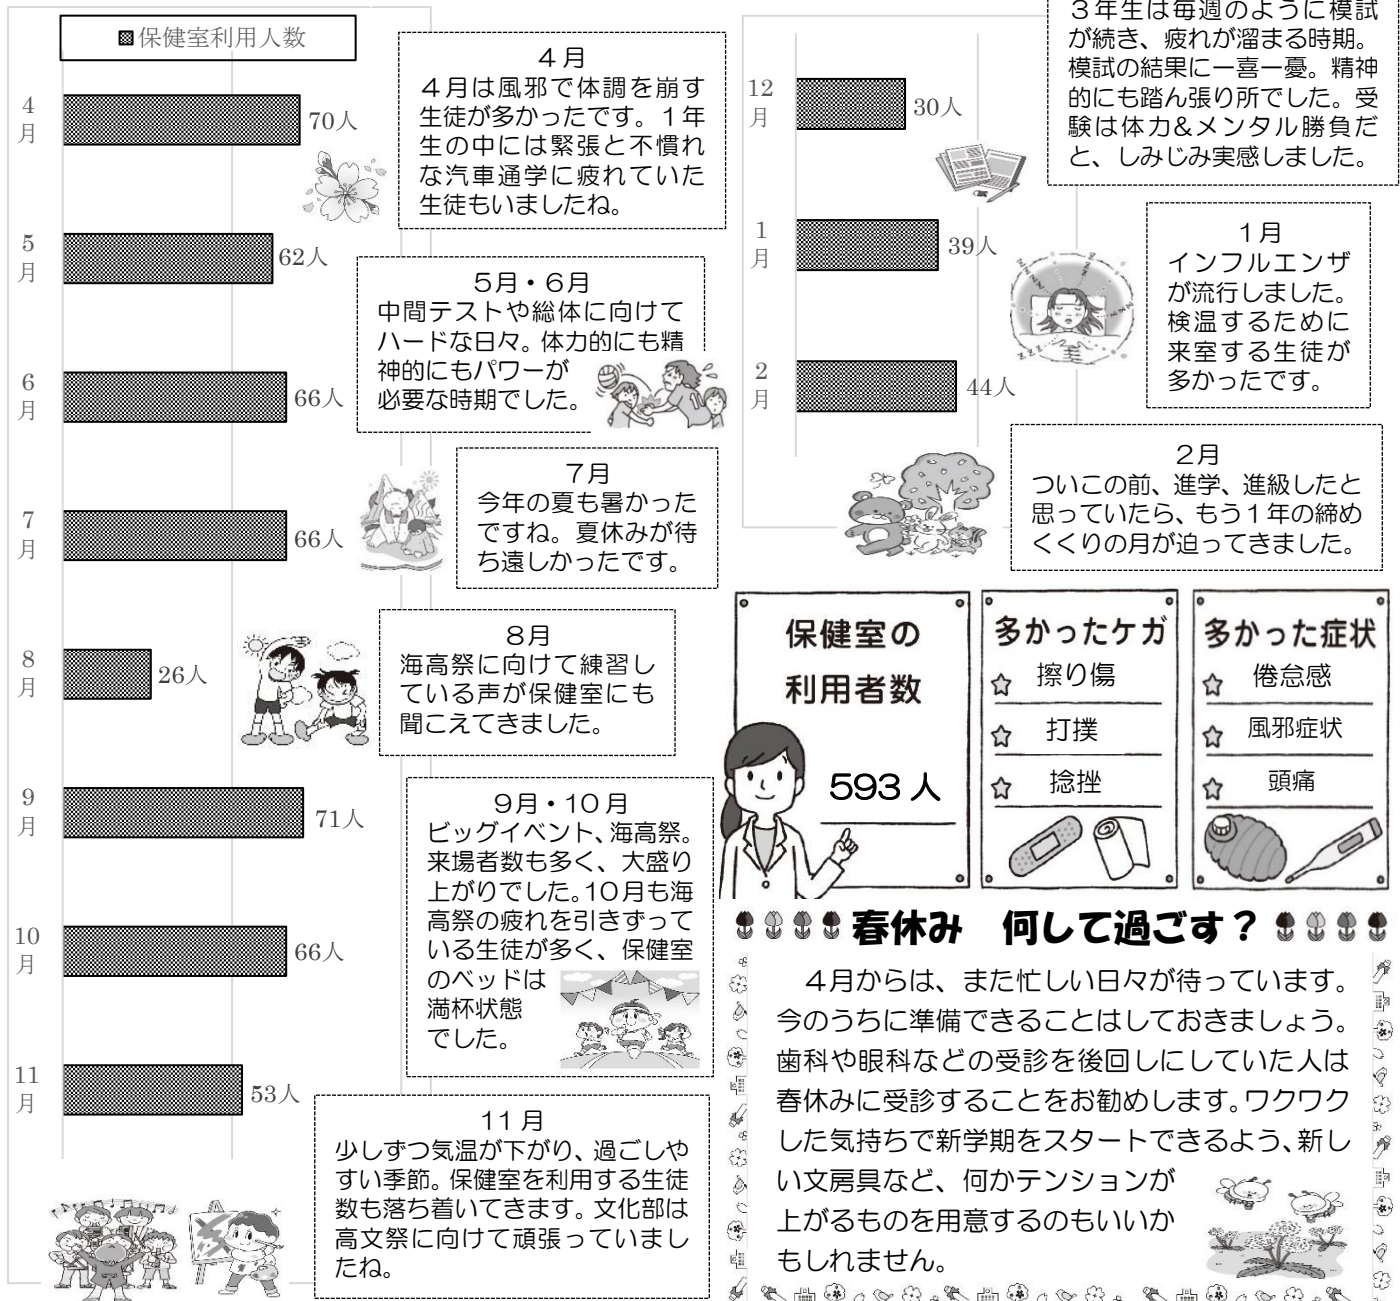 保健室利用人数
4月
70人
5月
62人
6月
66人
7月
66人
8月
26人
9月
71人
10月
66人
11月
53人
４月
４月は風邪で体調を崩す
生徒が多かったです。１年
生の中には緊張と不慣れ
な汽車通学に疲れていた
生徒もいましたね。
5月・6月
中間テストや総体に向けて
ハードな日々。体力的にも精
神的にもパワーが
必要な時期でした。
７月
今年の夏も暑かった
ですね。夏休みが待
ち遠しかったです。
８月
海高祭に向けて練習し
ている声が保健室にも
聞こえてきました。
9月・10月
ビッグイベント、海高祭。
来場者数も多く、大盛り
上がりでした。10月も海
高祭の疲れを引きずって
いる生徒が多く、保健室
のベッドは
満杯状態
でした。
11月
少しずつ気温が下がり、過ごしや
すい季節。保健室を利用する生徒
数も落ち着いてきます。文化部は
高文祭に向けて頑張っていまし
たね。
12月
30人
1月
39人
2月
44人
３年生は毎週のように模試
が続き、疲れが溜まる時期。
模試の結果に一喜一憂。精神
的にも踏ん張り所でした。受
験は体力&メンタル勝負だ
と、しみじみ実感しました。
１月
インフルエンザ
が流行しました。
検温するために
来室する生徒が
多かったです。
２月
ついこの前、進学、進級したと
思っていたら、もう１年の締め
くくりの月が迫ってきました。
保健室の
利用者数
593人
多かったケガ
☆ 擦り傷
☆ 打撲
☆ 捻挫
多かった症状
☆ 倦怠感
☆ 風邪症状
☆ 頭痛
春休み　何して過ごす？
４月からは、また忙しい日々が待っています。
今のうちに準備できることはしておきましょう。
歯科や眼科などの受診を後回しにしていた人は
春休みに受診することをお勧めします。ワクワク
した気持ちで新学期をスタートできるよう、新し
い文房具など、何かテンションが
上がるものを用意するのもいいか
もしれません。